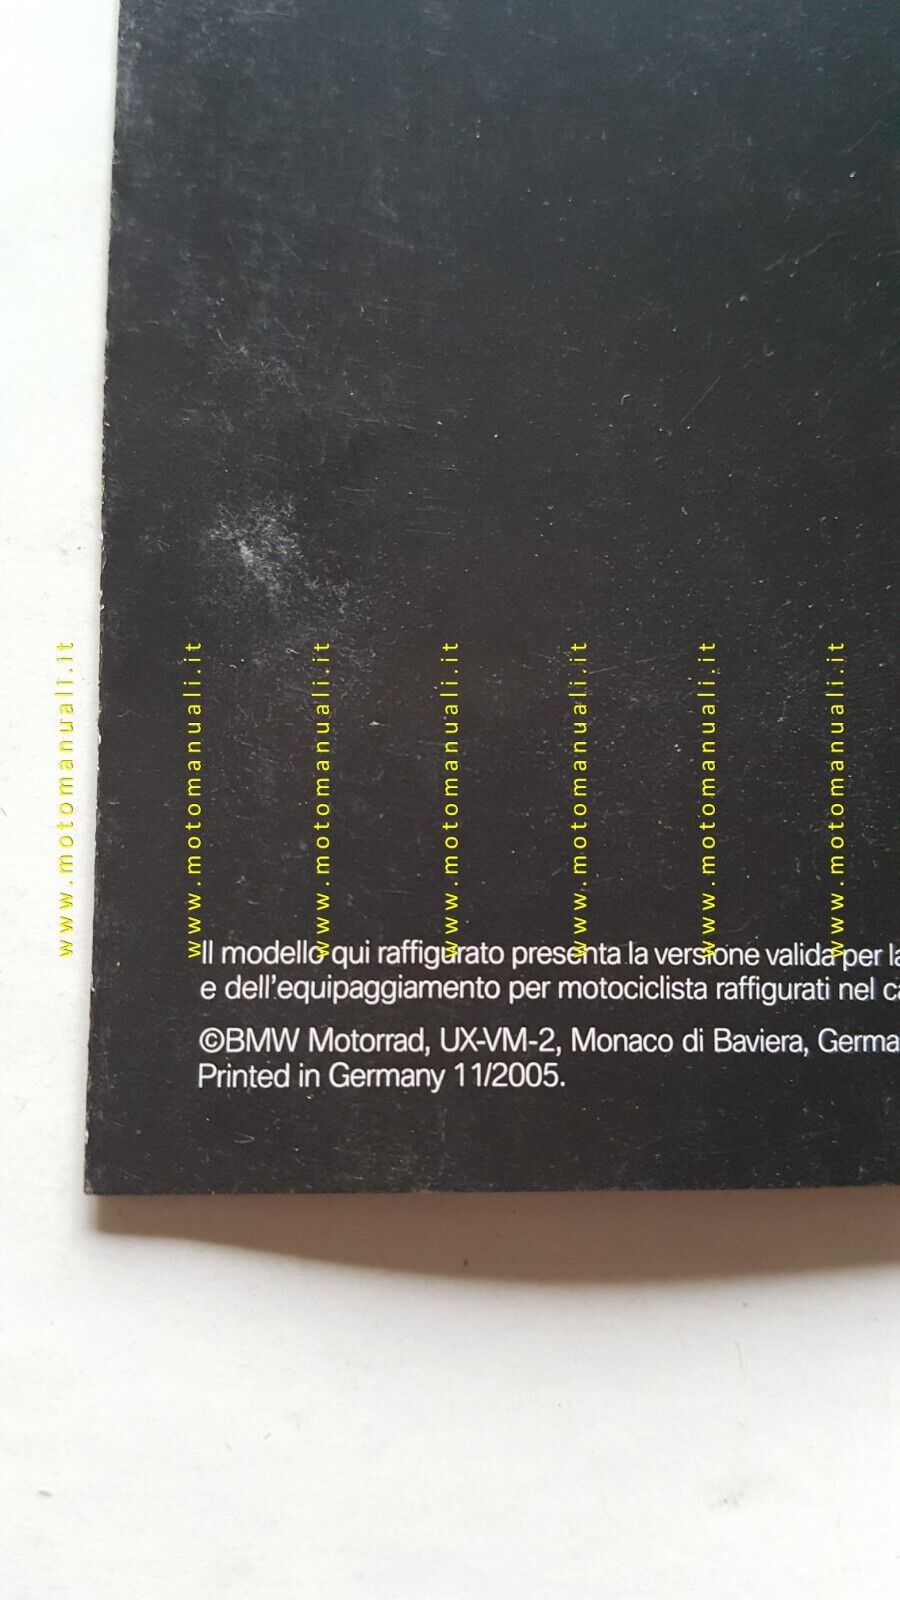 www.motomanuali.it
www.motomanuali.it
www.motomanuali.it
www.motomanuali.it
www.motomanuali.it
www.motomanuali.it
www.motomanuali.it
Il modello qui raffigurato presenta la versione valida per la
e dell'equipaggiamento per motociclista raffigurati nel ca
©BMW Motorrad, UX-VM-2, Monaco di Baviera, Germa
Printed in Germany 11/2005.